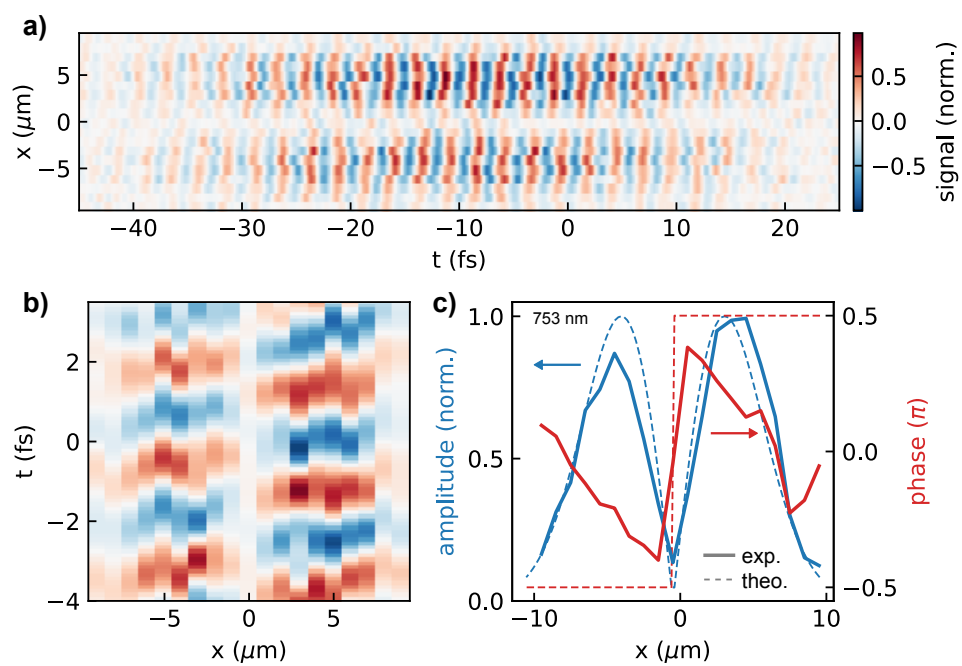 a)
5
0
−5
x (μm)
−40 −30 −20 −10 0 10 20
t (fs)
0.5
0.0
−0.5
signal (norm.)
b)
2
0
−2
−4
t (fs)
−5 0 5
x (μm)
c)
753 nm
1.0
0.5
0.0
amplitude (norm.)
0.5
0.0
−0.5
phase (π)
exp.
theo.
−10 0 10
x (μm)